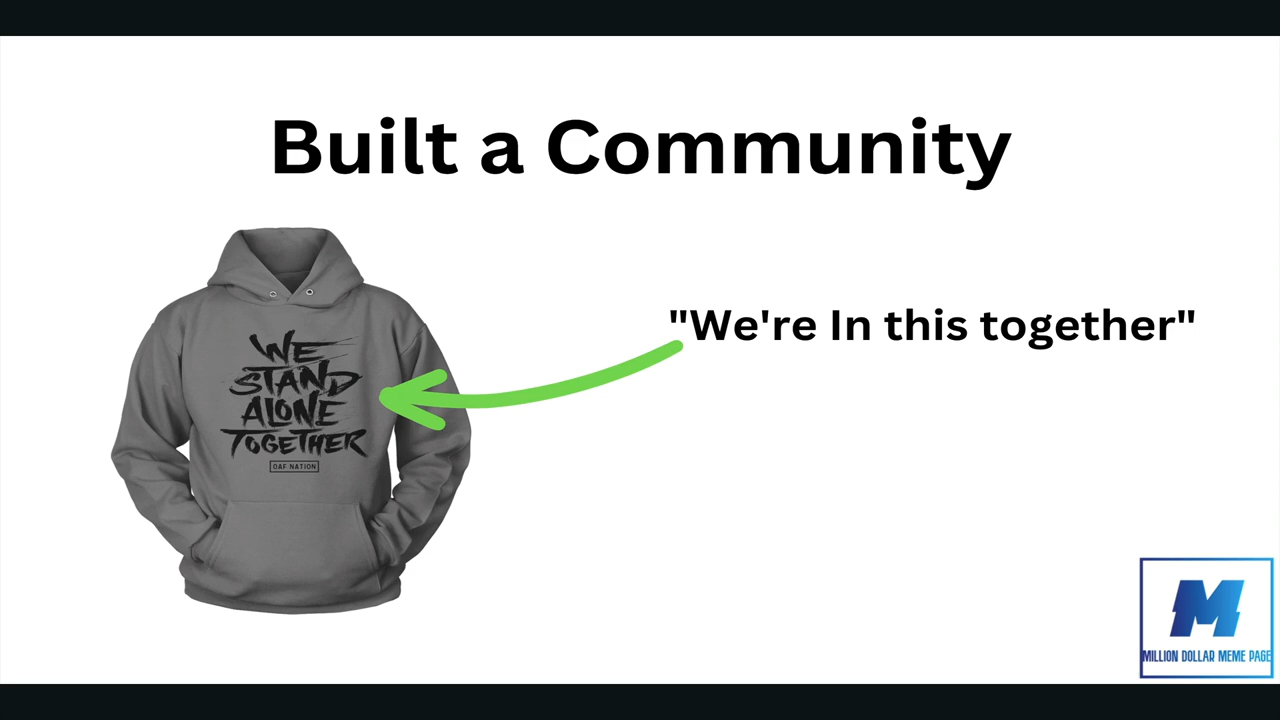 Built a Community
"We're In this together"
WE
STAND
ALONE
TOGETHER
OAF NATION
M
MILLION DOLLAR MEME PAGE